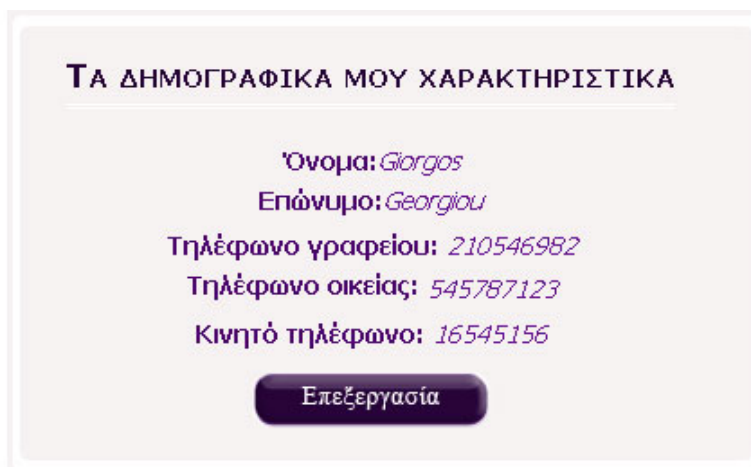 ΤΑ ΔΗΜΟΓΡΑΦΙΚΑ ΜΟΥ ΧΑΡΑΚΤΗΡΙΣΤΙΚΑ
Όνομα: Giorgos
Επώνυμο: Georgiou
Τηλέφωνο γραφείου: 210546982
Τηλέφωνο οικείας: 545787123
Κινητό τηλέφωνο: 16545156
Επεξεργασία